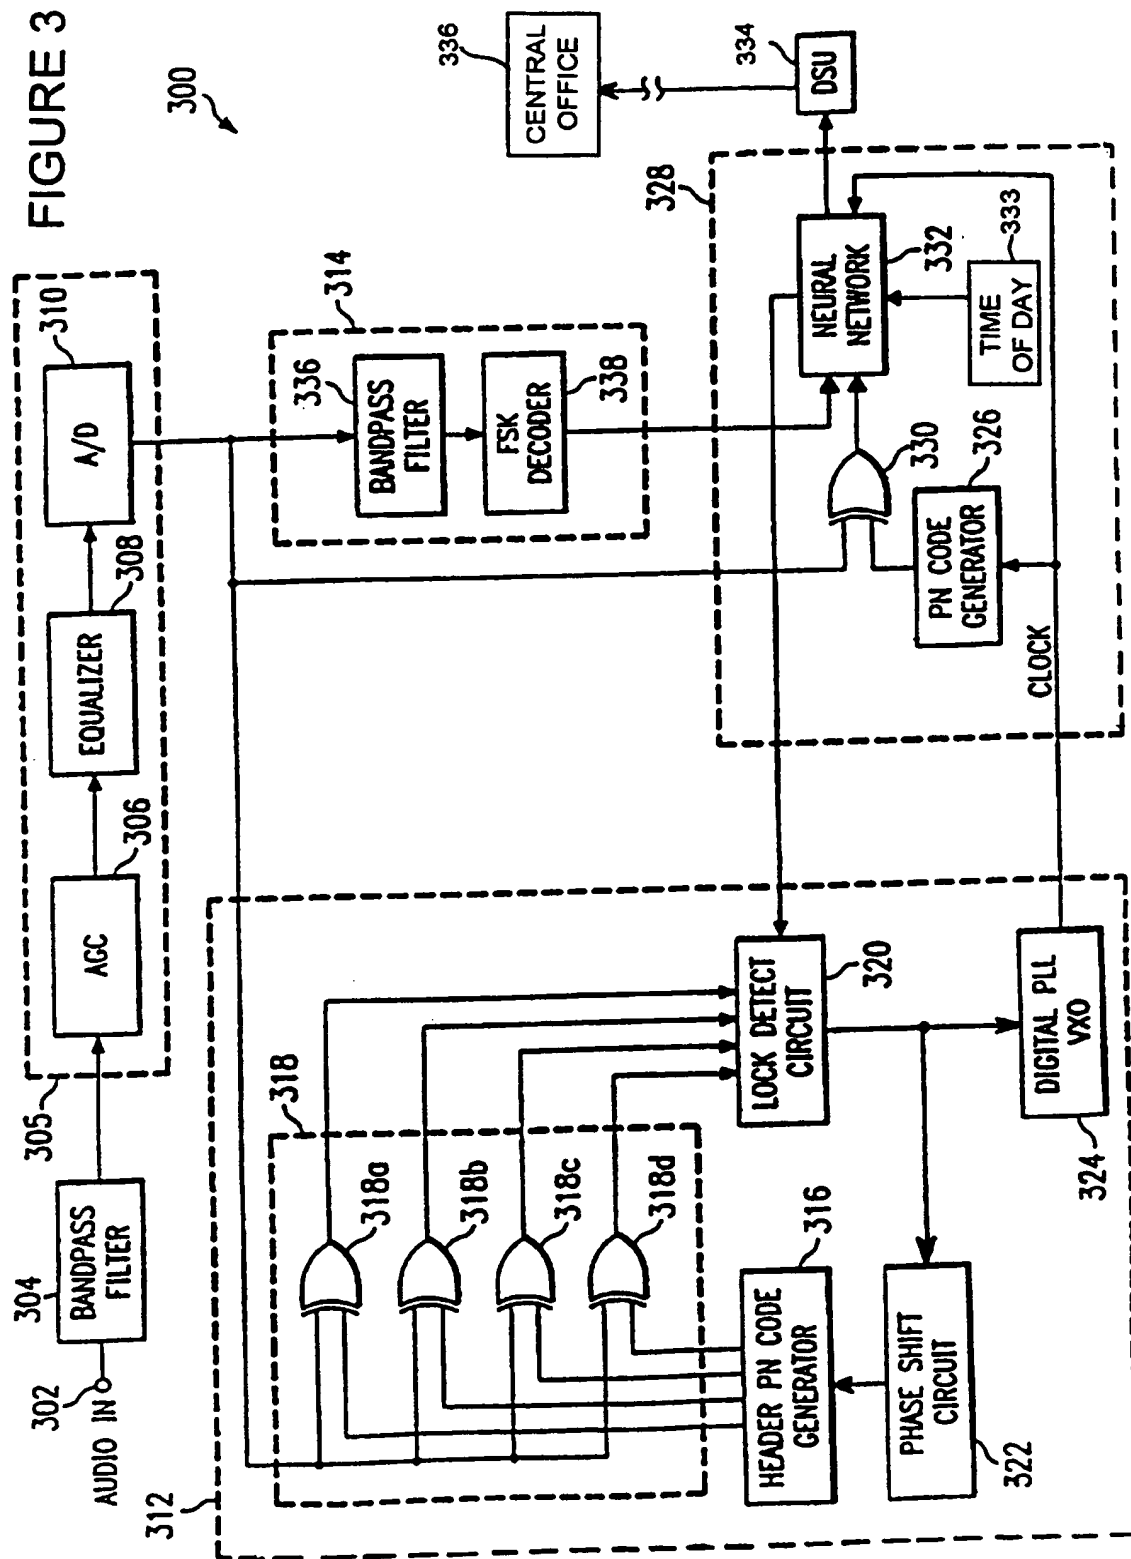 FIGURE 3
300
AUDIO IN
302
304
BANDPASS
FILTER
305
AGC
306
EQUALIZER
308
A/D
310
314
336
BANDPASS
FILTER
FSK
DECODER
338
312
318
318a
318b
318c
318d
HEADER PN CODE
GENERATOR
316
PHASE SHIFT
CIRCUIT
322
LOCK DETECT
CIRCUIT
320
DIGITAL PLL
VXO
324
CLOCK
328
PN CODE
GENERATOR
326
330
NEURAL
NETWORK
332
TIME
OF DAY
333
DSU
334
CENTRAL
OFFICE
336